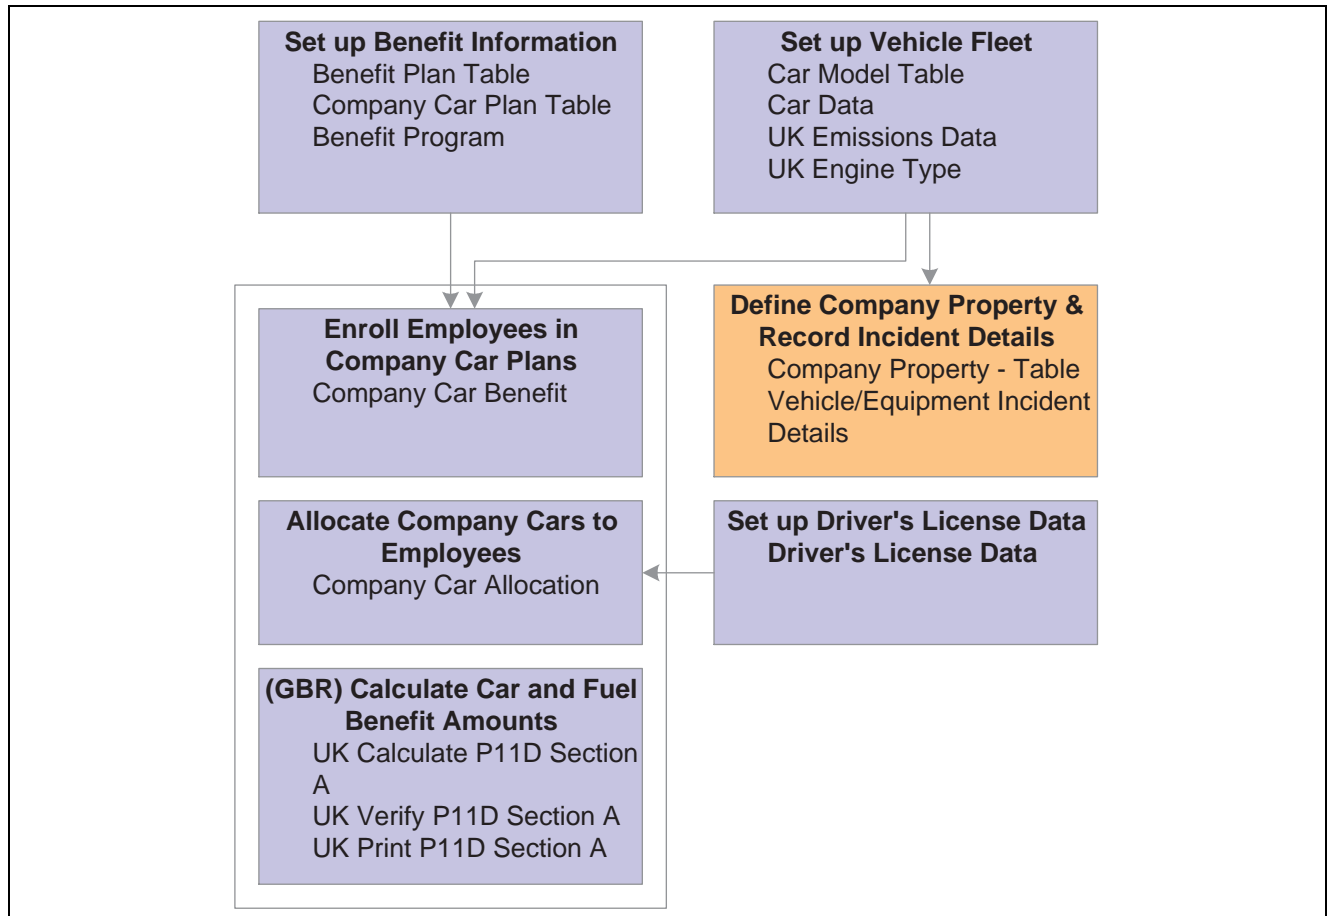 Set up Benefit Information
Benefit Plan Table
Company Car Plan Table
Benefit Program
Set up Vehicle Fleet
Car Model Table
Car Data
UK Emissions Data
UK Engine Type
Enroll Employees in
Company Car Plans
Company Car Benefit
Define Company Property &
Record Incident Details
Company Property - Table
Vehicle/Equipment Incident
Details
Allocate Company Cars to
Employees
Company Car Allocation
Set up Driver's License Data
Driver's License Data
(GBR) Calculate Car and Fuel
Benefit Amounts
UK Calculate P11D Section
A
UK Verify P11D Section A
UK Print P11D Section A